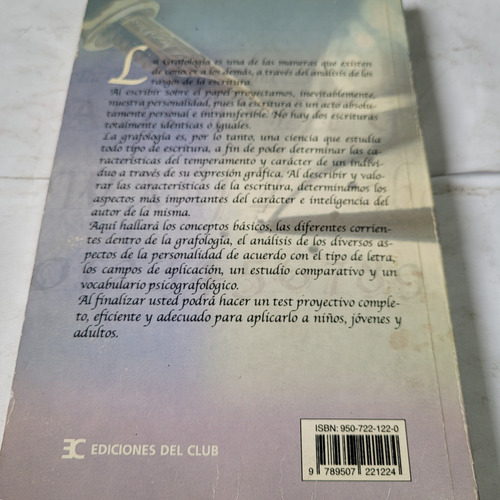 La Grafología es una de las maneras que existen
de conocer a los demás, a través del análisis de los
rasgos de la escritura.
Al escribir sobre el papel proyectamos, inevitablemente,
nuestra personalidad, pues la escritura es un acto absolu-
tamente personal e intransferible. No hay dos escrituras
totalmente idénticas o iguales.
La grafología es, por lo tanto, una ciencia que estudia
todo tipo de escritura, a fin de poder determinar las ca-
racterísticas del temperamento y carácter de un indivi-
duo a través de su expresión gráfica. Al describir y valo-
rar las características de la escritura, determinamos los
aspectos más importantes del carácter e inteligencia del
autor de la misma.
Aquí hallará los conceptos básicos, las diferentes corrien-
tes dentro de la grafología, el análisis de los diversos as-
pectos de la personalidad de acuerdo con el tipo de letra,
los campos de aplicación, un estudio comparativo y un
vocabulario psicografológico.
Al finalizar usted podrá hacer un test proyectivo comple-
to, eficiente y adecuado para aplicarlo a niños, jóvenes y
adultos.
EC EDICIONES DEL CLUB
ISBN: 950-722-122-0
9 789507 221224